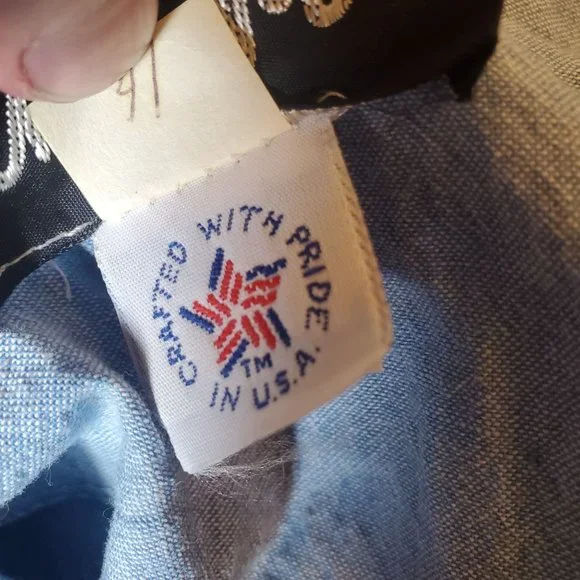 CRAFTED WITH PRIDE
TM
IN U.S.A.